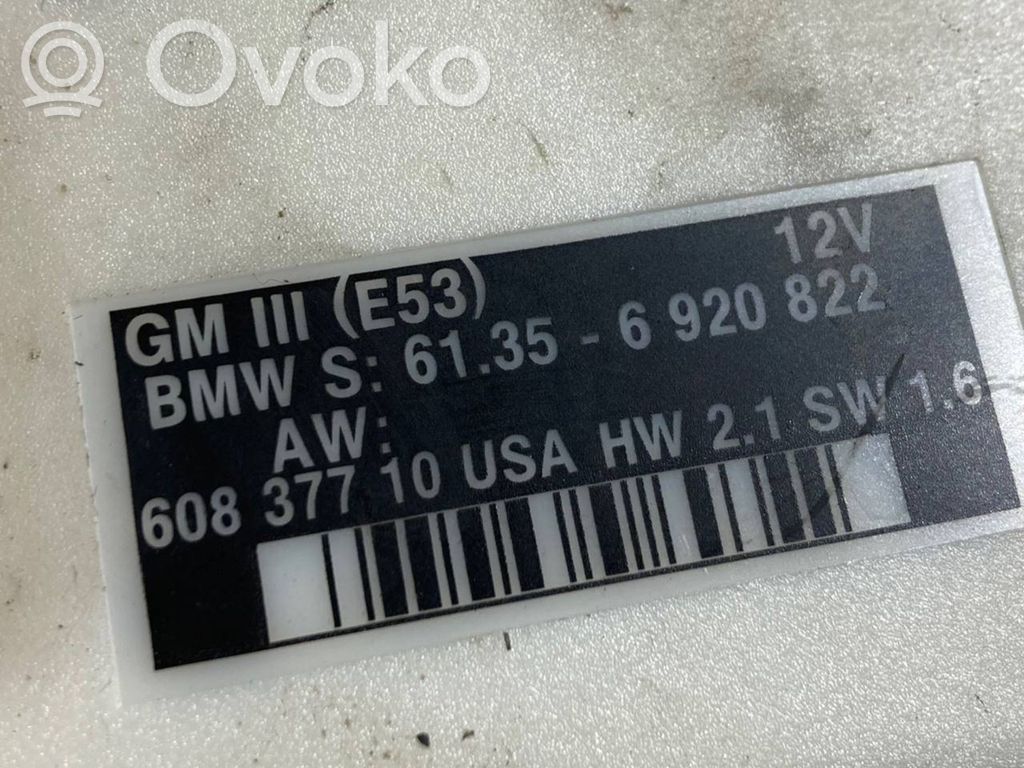 Ovoko
12V
GM III (E53)
BMW S: 61.35 - 6 920 822
AW:
608 377 10 USA HW 2.1 SW 1.6